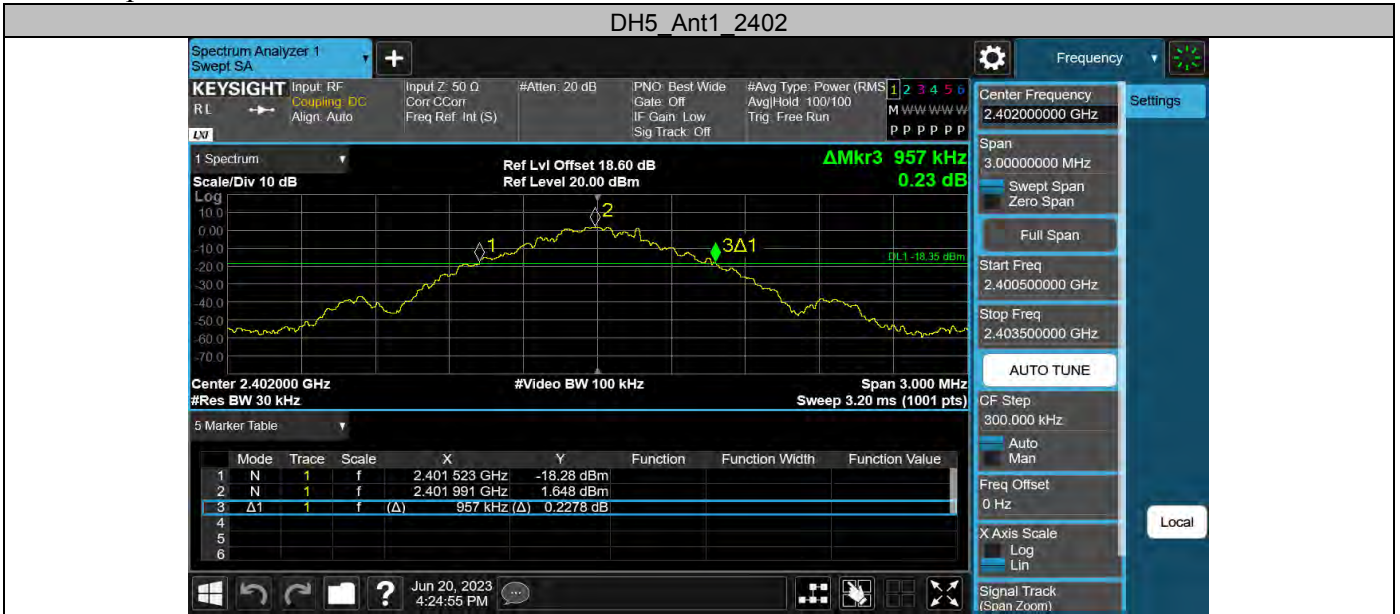 DH5_Ant1_2402
Spectrum Analyzer 1
Swept SA
Frequency
KEYSIGHT
RL
LXI
Input: RF
Coupling: DC
Align: Auto
Input Z: 50 Ω
Corr CCorr
Freq Ref: Int (S)
#Atten: 20 dB
PNO: Best Wide
Gate: Off
IF Gain: Low
Sig Track: Off
#Avg Type: Power (RMS
Avg|Hold: 100/100
Trig: Free Run
1 2 3 4 5 6
M W W W W W
P P P P P P
Center Frequency
2.402000000 GHz
Settings
Span
3.00000000 MHz
Swept Span
Zero Span
Full Span
Start Freq
2.400500000 GHz
Stop Freq
2.403500000 GHz
AUTO TUNE
CF Step
300.000 kHz
Auto
Man
Freq Offset
0 Hz
X Axis Scale
Log
Lin
Signal Track
(Span Zoom)
Local
1 Spectrum
Scale/Div 10 dB
Ref Lvl Offset 18.60 dB
Ref Level 20.00 dBm
ΔMkr3 957 kHz
0.23 dB
Log
10.0
0.00
-10.0
-20.0
-30.0
-40.0
-50.0
-60.0
-70.0
1
2
3Δ1
DL1 -18.35 dBm
Center 2.402000 GHz
#Video BW 100 kHz
Span 3.000 MHz
#Res BW 30 kHz
Sweep 3.20 ms (1001 pts)
5 Marker Table
Mode Trace Scale X Y Function Function Width Function Value
1 N 1 f 2.401 523 GHz -18.28 dBm
2 N 1 f 2.401 991 GHz 1.648 dBm
3 Δ1 1 f (Δ) 957 kHz (Δ) 0.2278 dB
4
5
6
?
Jun 20, 2023
4:24:55 PM